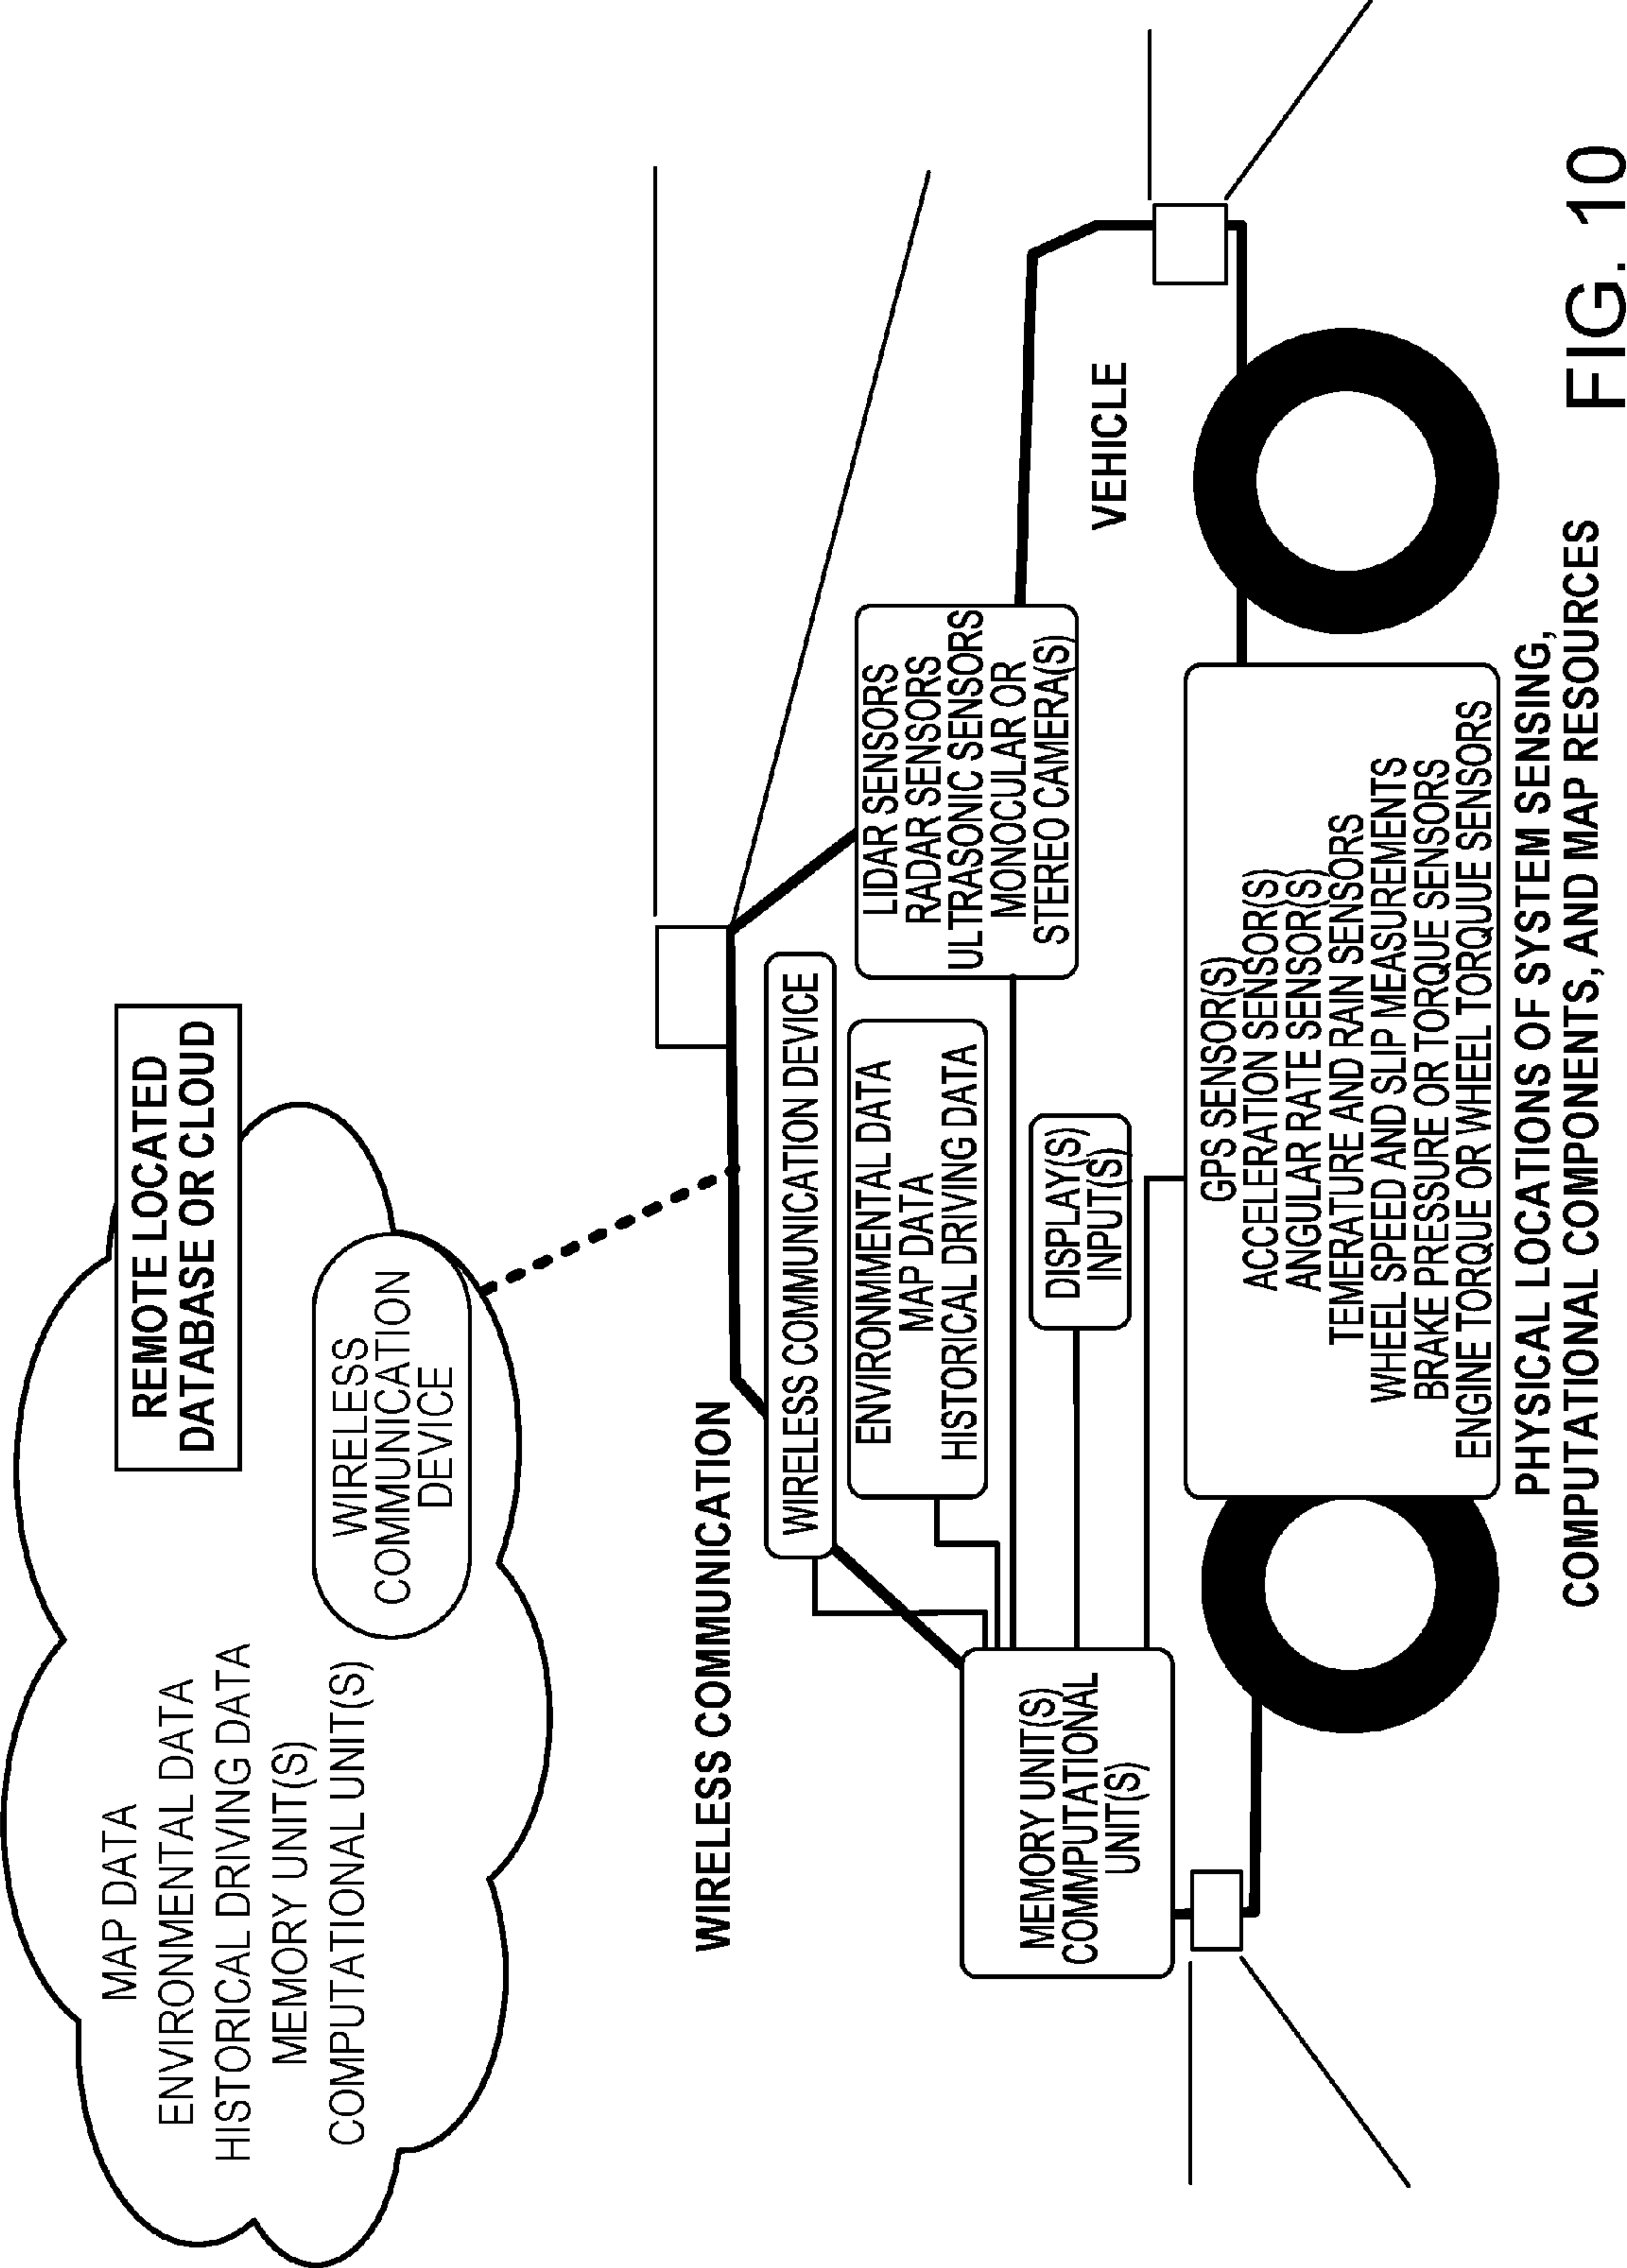 REMOTE LOCATED
DATABASE OR CLOUD
MAP DATA
ENVIRONMENTAL DATA
HISTORICAL DRIVING DATA
MEMORY UNIT(S)
COMPUTATIONAL UNIT(S)
WIRELESS
COMMUNICATION
DEVICE
WIRELESS COMMUNICATION
WIRELESS COMMUNICATION DEVICE
ENVIRONMMENTAL DATA
MAP DATA
HISTORICAL DRIVING DATA
LIDAR SENSORS
RADAR SENSORS
ULTRASONIC SENSORS
MONOCULAR OR
STEREO CAMERA(S)
MEMORY UNIT(S)
COMMPUTATIONAL
UNIT(S)
DISPLAY(S)
INPUT(S)
VEHICLE
GPS SENSOR(S)
ACCELERATION SENSOR(S)
ANGULAR RATE SENSOR(S)
TEMERATURE AND RAIN SENSORS
WHEEL SPEED AND SLIP MEASUREMENTS
BRAKE PRESSURE OR TORQUE SENSORS
ENGINE TORQUE OR WHEEL TORQUUE SENSORS
PHYSICAL LOCATIONS OF SYSTEM SENSING,
COMPUTATIONAL COMPONENTS, AND MAP RESOURCES
FIG. 10